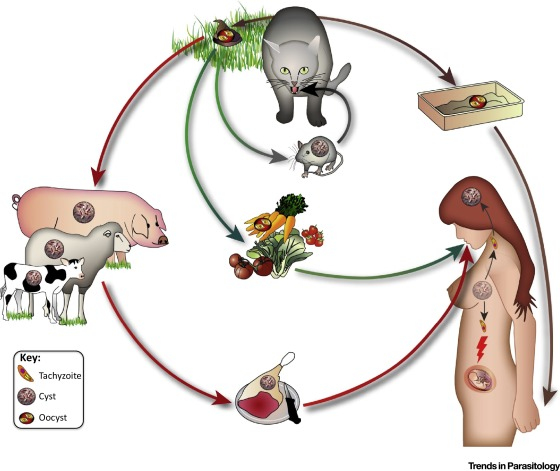 Key:
Tachyzoite
Cyst
Oocyst
Trends in Parasitology